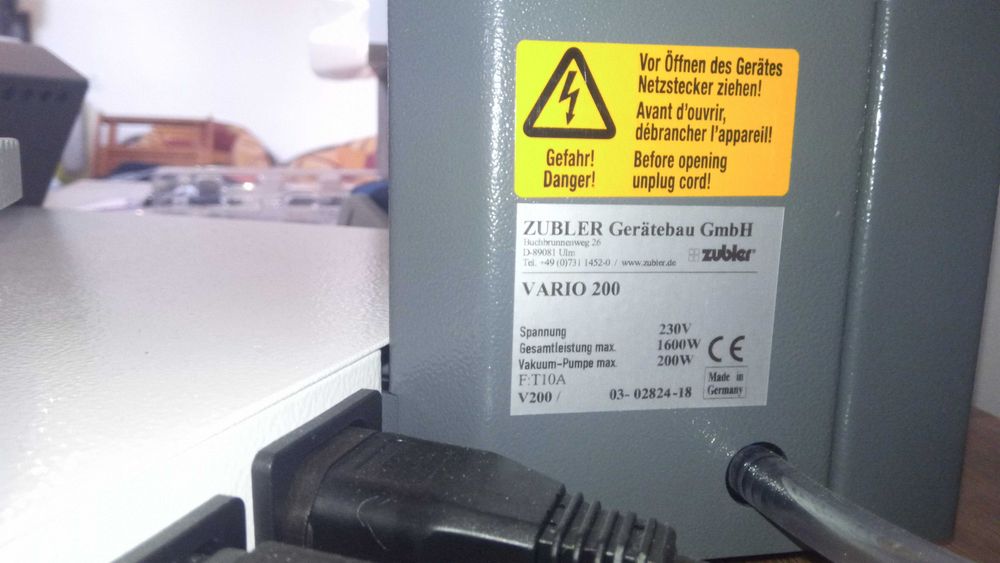 Vor Öffnen des Gerätes
Netzstecker ziehen!
Avant d'ouvrir,
débrancher l'appareil!
Before opening
unplug cord!
Gefahr!
Danger!
ZUBLER Gerätebau GmbH
Buchbrunnenweg 26
D-89081 Ulm
Tel. +49 (0)731 1452-0 / www.zubler.de
zubler®
VARIO 200
Spannung 230V
Gesamtleistung max. 1600W
Vakuum-Pumpe max. 200W
CE
F:T10A
V200 / 03- 02824-18
Made in
Germany